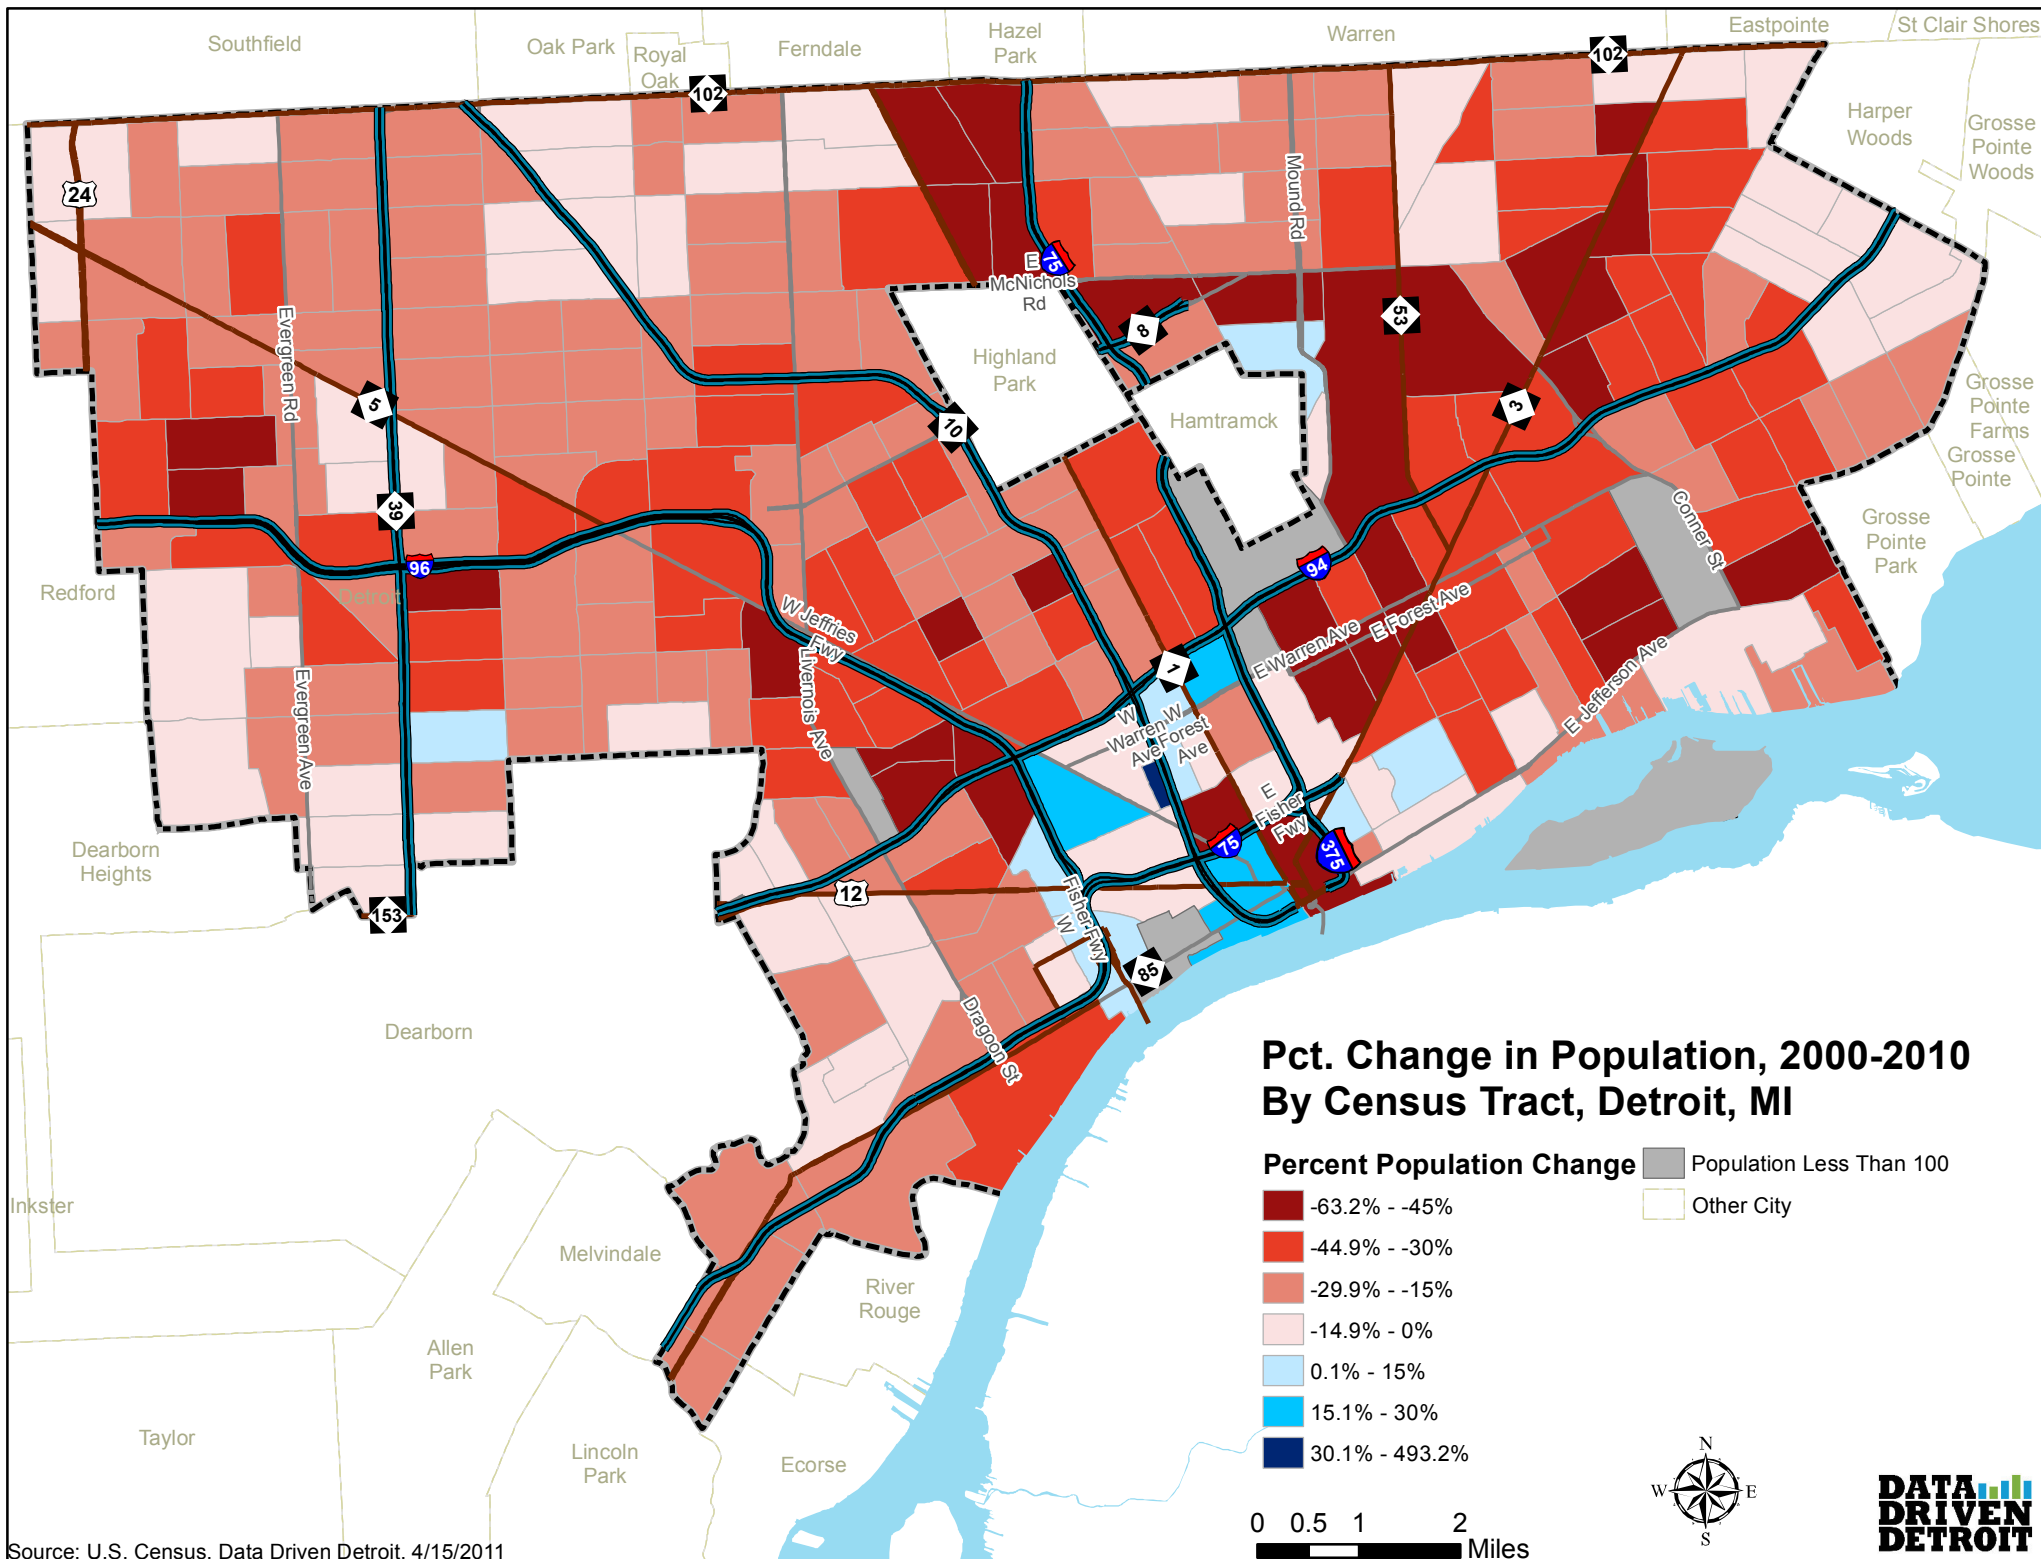 Southfield
Oak Park
Royal
Oak
Ferndale
Hazel
Park
Warren
Eastpointe
St Clair Shores
102
102
Harper
Woods
Grosse
Pointe
Woods
24
Mound Rd
75
E
McNichols
Rd
8
53
Highland
Park
Evergreen Rd
5
10
Hamtramck
3
Grosse
Pointe
Farms
Grosse
Pointe
39
Conner St
Grosse
Pointe
Park
96
94
Redford
Detroit
W Jeffries
Fwy
E Forest Ave
E Warren Ave
1
Livernois Ave
Evergreen Ave
E Jefferson Ave
W
Warren
Ave
W
Forest
Ave
E
Fisher
Fwy
75
375
Dearborn
Heights
12
153
Fisher Fwy
W
85
Dearborn
Dragoon St
Pct. Change in Population, 2000-2010
By Census Tract, Detroit, MI
Percent Population Change
-63.2% - -45%
-44.9% - -30%
-29.9% - -15%
-14.9% - 0%
0.1% - 15%
15.1% - 30%
30.1% - 493.2%
Population Less Than 100
Other City
Inkster
Melvindale
River
Rouge
Allen
Park
Taylor
Lincoln
Park
Ecorse
N
W
E
S
0 0.5 1 2
Miles
DATA
DRIVEN
DETROIT
Source: U.S. Census, Data Driven Detroit, 4/15/2011